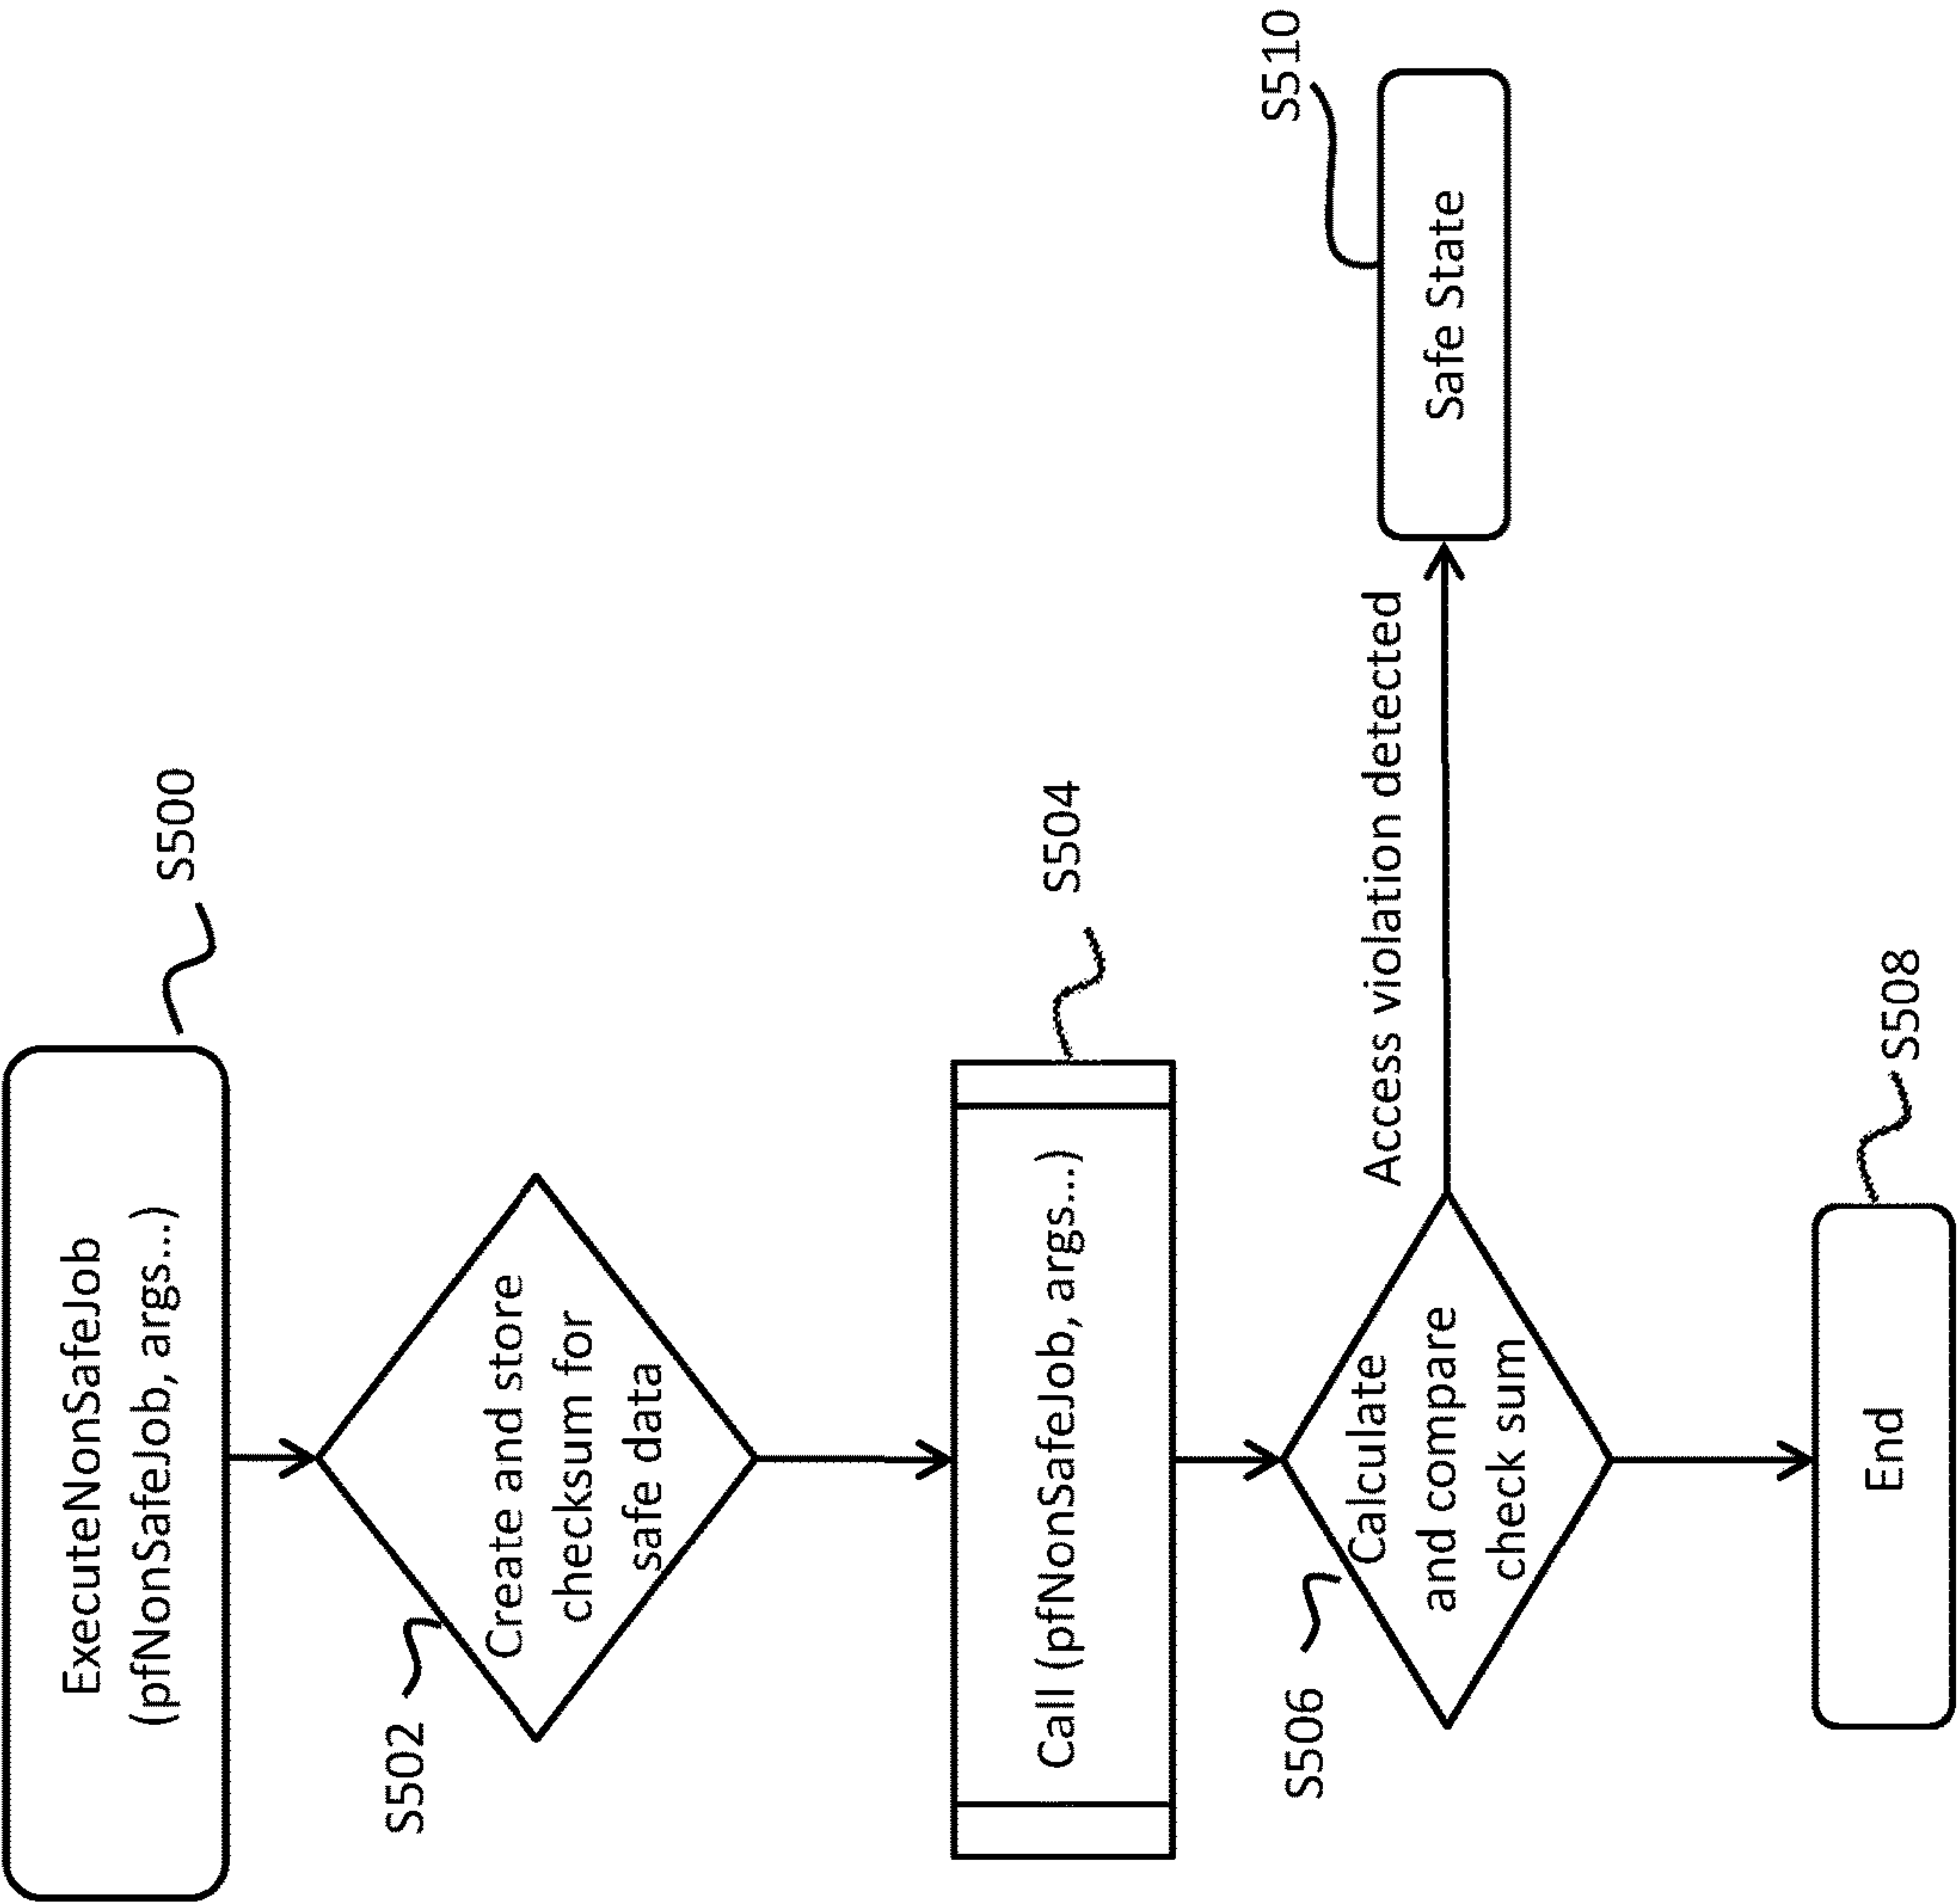 ExecuteNonSafeJob
(pfNonSafeJob, args...)
S500
S502
Create and store
checksum for
safe data
Call (pfNonSafeJob, args...)
S504
S506
Calculate
and compare
check sum
Access violation detected
Safe State
S510
End
S508